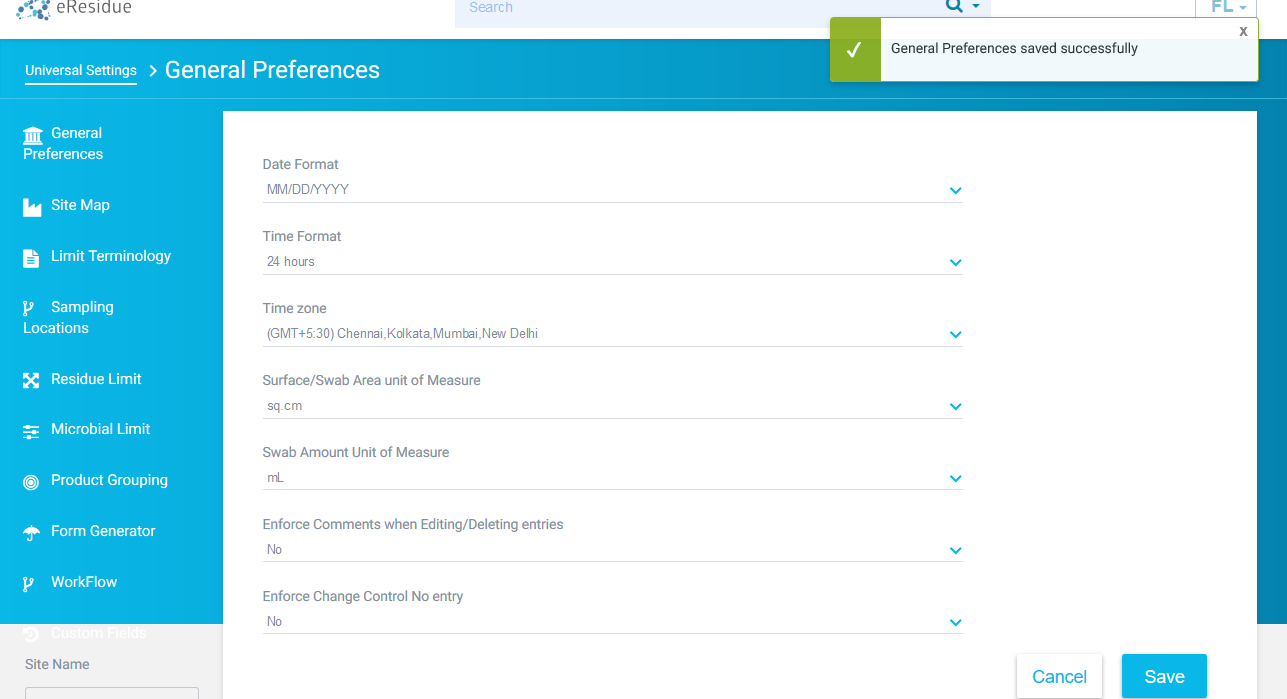 eResidue
Search
FL
x
General Preferences saved successfully
Universal Settings
General Preferences
General
Preferences
Site Map
Limit Terminology
Sampling
Locations
Residue Limit
Microbial Limit
Product Grouping
Form Generator
WorkFlow
Custom Fields
Site Name
Date Format
MM/DD/YYYY
Time Format
24 hours
Time zone
(GMT+5:30) Chennai,Kolkata,Mumbai,New Delhi
Surface/Swab Area unit of Measure
sq.cm
Swab Amount Unit of Measure
mL
Enforce Comments when Editing/Deleting entries
No
Enforce Change Control No entry
No
Cancel
Save